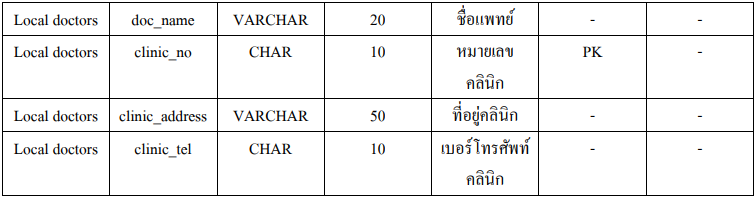 Local doctors doc_name VARCHAR 20 ชื่อแพทย์ - -
Local doctors clinic_no CHAR 10 หมายเลข PK -
คลินิก
Local doctors clinic_address VARCHAR 50 ที่อยู่คลินิก - -
Local doctors clinic_tel CHAR 10 เบอร์โทรศัพท์ - -
คลินิก